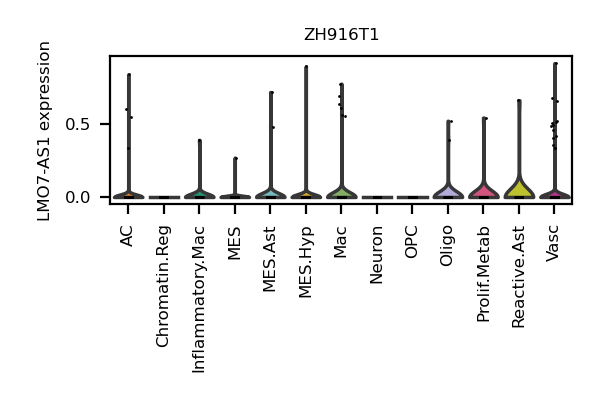 ZH916T1
LMO7-AS1 expression
0.5
0.0
AC
Chromatin.Reg
Inflammatory.Mac
MES
MES.Ast
MES.Hyp
Mac
Neuron
OPC
Oligo
Prolif.Metab
Reactive.Ast
Vasc